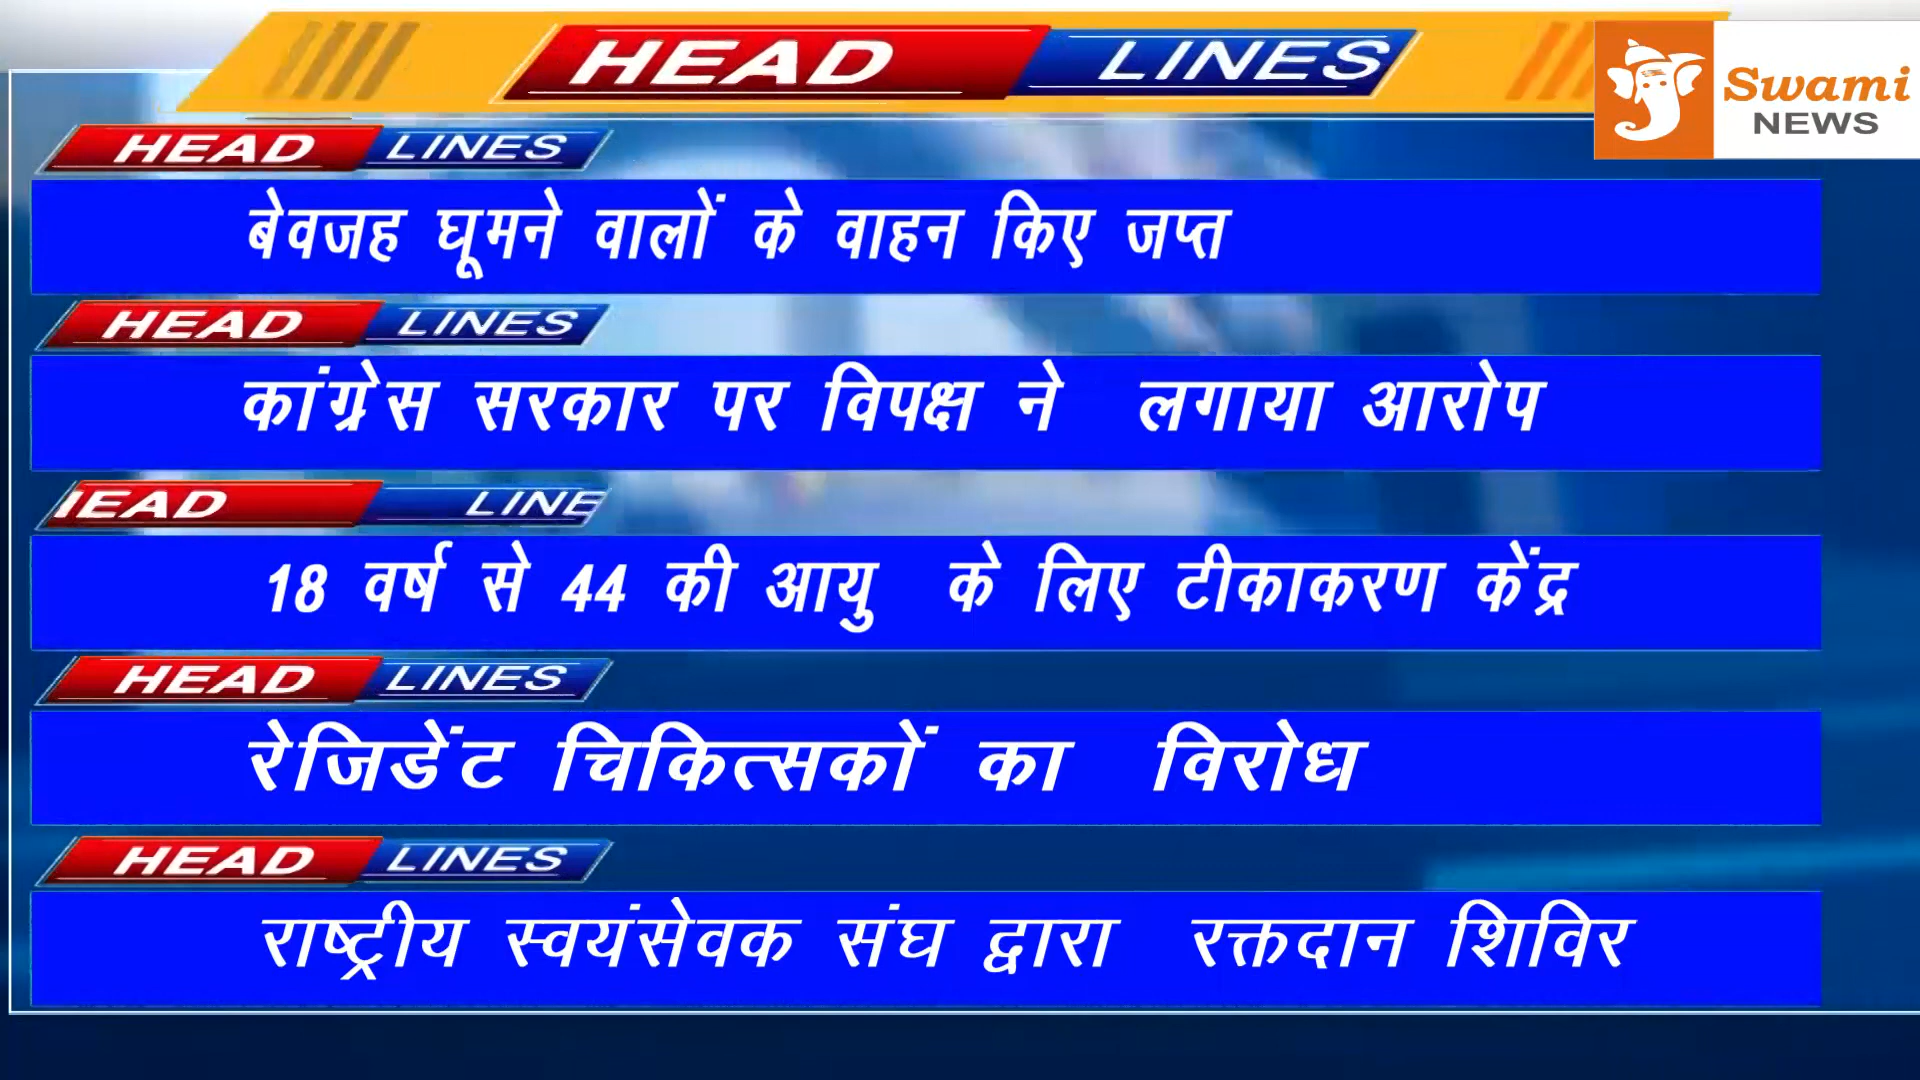 HEAD LINES
Swami
NEWS
HEAD LINES
बेवजह घूमने वालों के वाहन किए जप्त
HEAD LINES
कांग्रेस सरकार पर विपक्ष ने लगाया आरोप
HEAD LINE
18 वर्ष से 44 की आयु के लिए टीकाकरण केंद्र
HEAD LINES
रेजिडेंट चिकित्सकों का विरोध
HEAD LINES
राष्ट्रीय स्वयंसेवक संघ द्वारा रक्तदान शिविर